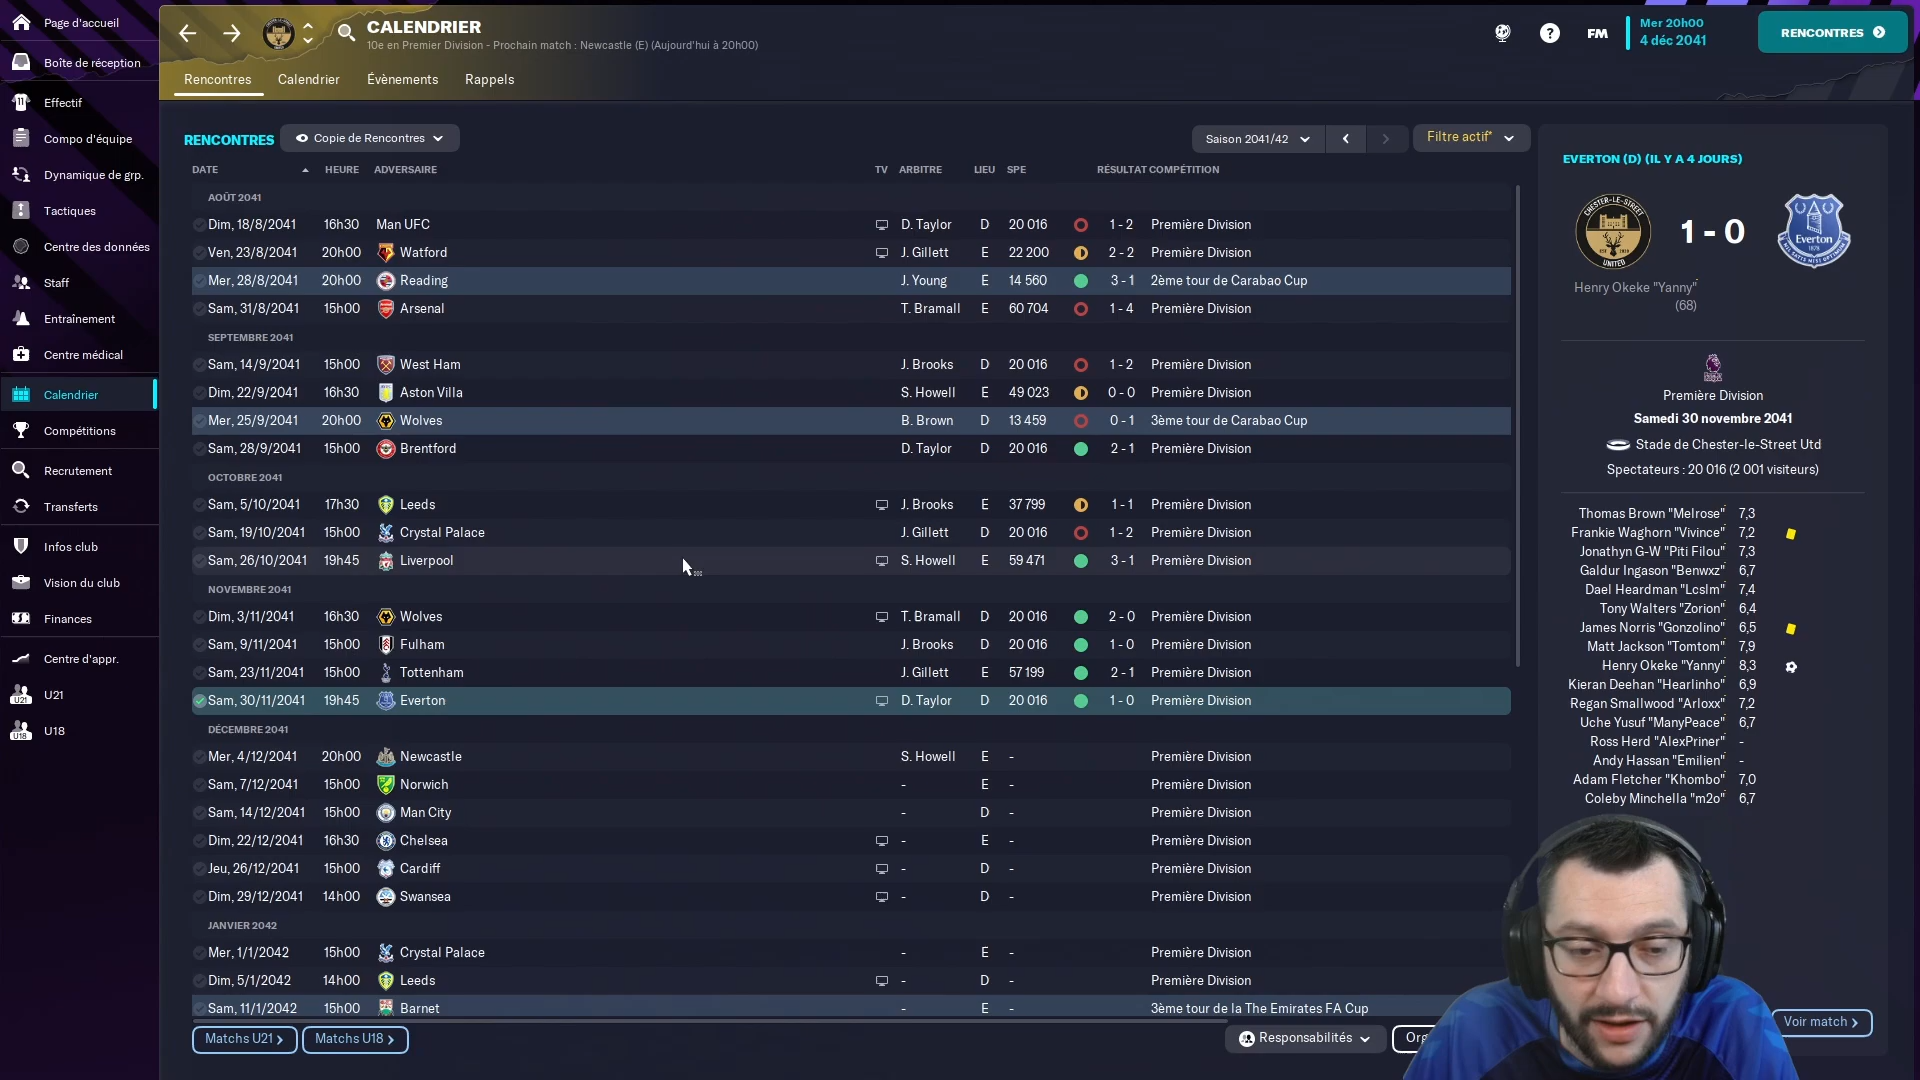 Page d'accueil
Boîte de réception
Effectif
Compo d'équipe
Dynamique de grp.
Tactiques
Centre des données
Staff
Entraînement
Centre médical
Calendrier
Compétitions
Recrutement
Transferts
Infos club
Vision du club
Finances
Centre d'appr.
U21
U18
CALENDRIER
10e en Premier Division - Prochain match : Newcastle (E) (Aujourd'hui à 20h00)
FM
Mer 20h00
4 déc 2041
RENCONTRES
Rencontres Calendrier Évènements Rappels
RENCONTRES Copie de Rencontres Saison 2041/42 Filtre actif*
DATE HEURE ADVERSAIRE TV ARBITRE LIEU SPE RÉSULTAT COMPÉTITION
AOÛT 2041
Dim, 18/8/2041 16h30 Man UFC D. Taylor D 20 016 1 - 2 Première Division
Ven, 23/8/2041 20h00 Watford J. Gillett E 22 200 2 - 2 Première Division
Mer, 28/8/2041 20h00 Reading J. Young E 14 560 3 - 1 2ème tour de Carabao Cup
Sam, 31/8/2041 15h00 Arsenal T. Bramall E 60 704 1 - 4 Première Division
SEPTEMBRE 2041
Sam, 14/9/2041 15h00 West Ham J. Brooks D 20 016 1 - 2 Première Division
Dim, 22/9/2041 16h30 Aston Villa S. Howell E 49 023 0 - 0 Première Division
Mer, 25/9/2041 20h00 Wolves B. Brown D 13 459 0 - 1 3ème tour de Carabao Cup
Sam, 28/9/2041 15h00 Brentford D. Taylor D 20 016 2 - 1 Première Division
OCTOBRE 2041
Sam, 5/10/2041 17h30 Leeds J. Brooks E 37 799 1 - 1 Première Division
Sam, 19/10/2041 15h00 Crystal Palace J. Gillett D 20 016 1 - 2 Première Division
Sam, 26/10/2041 19h45 Liverpool S. Howell E 59 471 3 - 1 Première Division
NOVEMBRE 2041
Dim, 3/11/2041 16h30 Wolves T. Bramall D 20 016 2 - 0 Première Division
Sam, 9/11/2041 15h00 Fulham J. Brooks D 20 016 1 - 0 Première Division
Sam, 23/11/2041 15h00 Tottenham J. Gillett E 57 199 2 - 1 Première Division
Sam, 30/11/2041 19h45 Everton D. Taylor D 20 016 1 - 0 Première Division
DÉCEMBRE 2041
Mer, 4/12/2041 20h00 Newcastle S. Howell E - Première Division
Sam, 7/12/2041 15h00 Norwich - E - Première Division
Sam, 14/12/2041 15h00 Man City - D - Première Division
Dim, 22/12/2041 16h30 Chelsea - E - Première Division
Jeu, 26/12/2041 15h00 Cardiff - D - Première Division
Dim, 29/12/2041 14h00 Swansea - D - Première Division
JANVIER 2042
Mer, 1/1/2042 15h00 Crystal Palace - E - Première Division
Dim, 5/1/2042 14h00 Leeds - D - Première Division
Sam, 11/1/2042 15h00 Barnet - E - 3ème tour de la The Emirates FA Cup
Matchs U21 Matchs U18 Responsabilités Org
EVERTON (D) (IL Y A 4 JOURS)
CHESTER-LE-STREET UNITED
1 - 0
Everton 1878
Henry Okeke "Yanny"
(68)
Première Division
Samedi 30 novembre 2041
Stade de Chester-le-Street Utd
Spectateurs : 20 016 (2 001 visiteurs)
Thomas Brown "Melrose" 7,3
Frankie Waghorn "Vivince" 7,2
Jonathyn G-W "Piti Filou" 7,3
Galdur Ingason "Benwxz" 6,7
Dael Heardman "Lcslm" 7,4
Tony Walters "Zorion" 6,4
James Norris "Gonzolino" 6,5
Matt Jackson "Tomtom" 7,9
Henry Okeke "Yanny" 8,3
Kieran Deehan "Hearlinho" 6,9
Regan Smallwood "Arloxx" 7,2
Uche Yusuf "ManyPeace" 6,7
Ross Herd "AlexPriner" -
Andy Hassan "Emilien" -
Adam Fletcher "Khombo" 7,0
Coleby Minchella "m2o" 6,7
Voir match